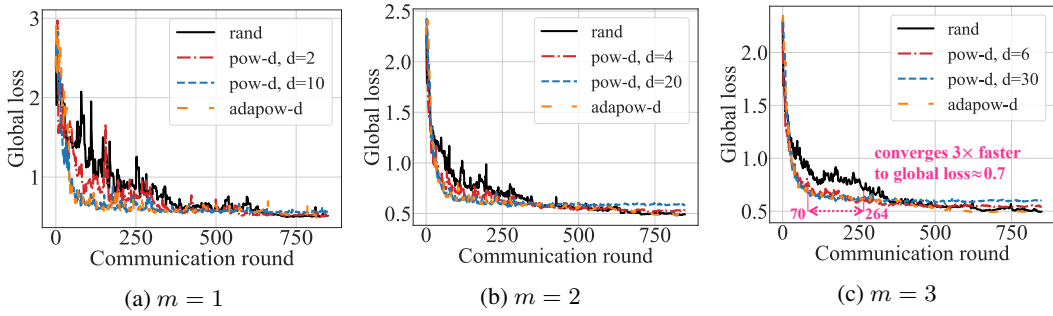 3
2
1
0
250
500
750
Global loss
Communication round
rand
pow-d, d=2
pow-d, d=10
adapow-d
(a) m = 1
2.5
2.0
1.5
1.0
0.5
0
250
500
750
Global loss
Communication round
rand
pow-d, d=4
pow-d, d=20
adapow-d
(b) m = 2
2.0
1.5
1.0
0.5
0
250
500
750
Global loss
Communication round
rand
pow-d, d=6
pow-d, d=30
adapow-d
converges 3× faster
to global loss≈0.7
70
264
(c) m = 3